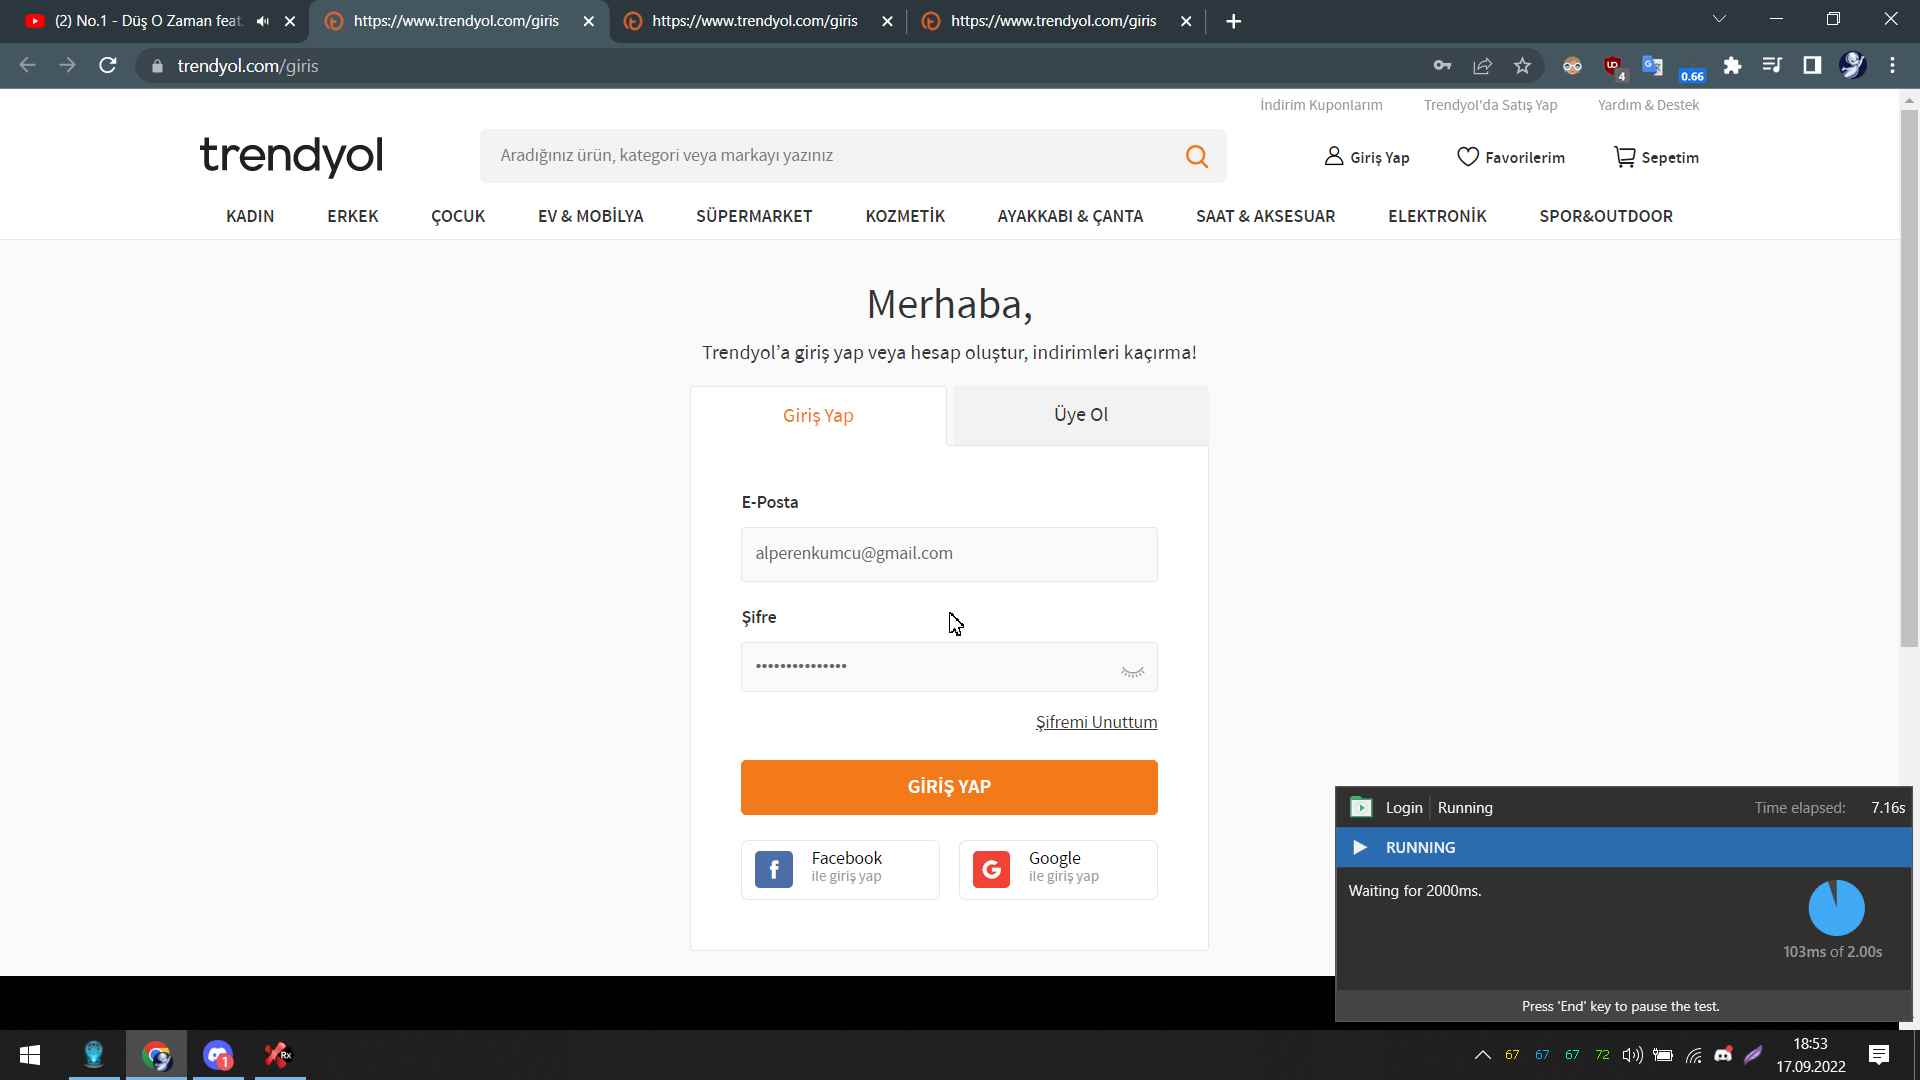 (2) No.1 - Düş O Zaman feat.
https://www.trendyol.com/giris
https://www.trendyol.com/giris
https://www.trendyol.com/giris
trendyol.com/giris
4
0.66
İndirim Kuponlarım
Trendyol'da Satış Yap
Yardım & Destek
trendyol
Aradığınız ürün, kategori veya markayı yazınız
Giriş Yap
Favorilerim
Sepetim
KADIN
ERKEK
ÇOCUK
EV & MOBİLYA
SÜPERMARKET
KOZMETİK
AYAKKABI & ÇANTA
SAAT & AKSESUAR
ELEKTRONİK
SPOR&OUTDOOR
Merhaba,
Trendyol’a giriş yap veya hesap oluştur, indirimleri kaçırma!
Giriş Yap
Üye Ol
E-Posta
alperenkumcu@gmail.com
Şifre
•••••••••••••••
Şifremi Unuttum
GİRİŞ YAP
Facebook
ile giriş yap
Google
ile giriş yap
Login
Running
Time elapsed:
7.16s
RUNNING
Waiting for 2000ms.
103ms of 2.00s
Press 'End' key to pause the test.
1
Rx
67
67
67
72
18:53
17.09.2022